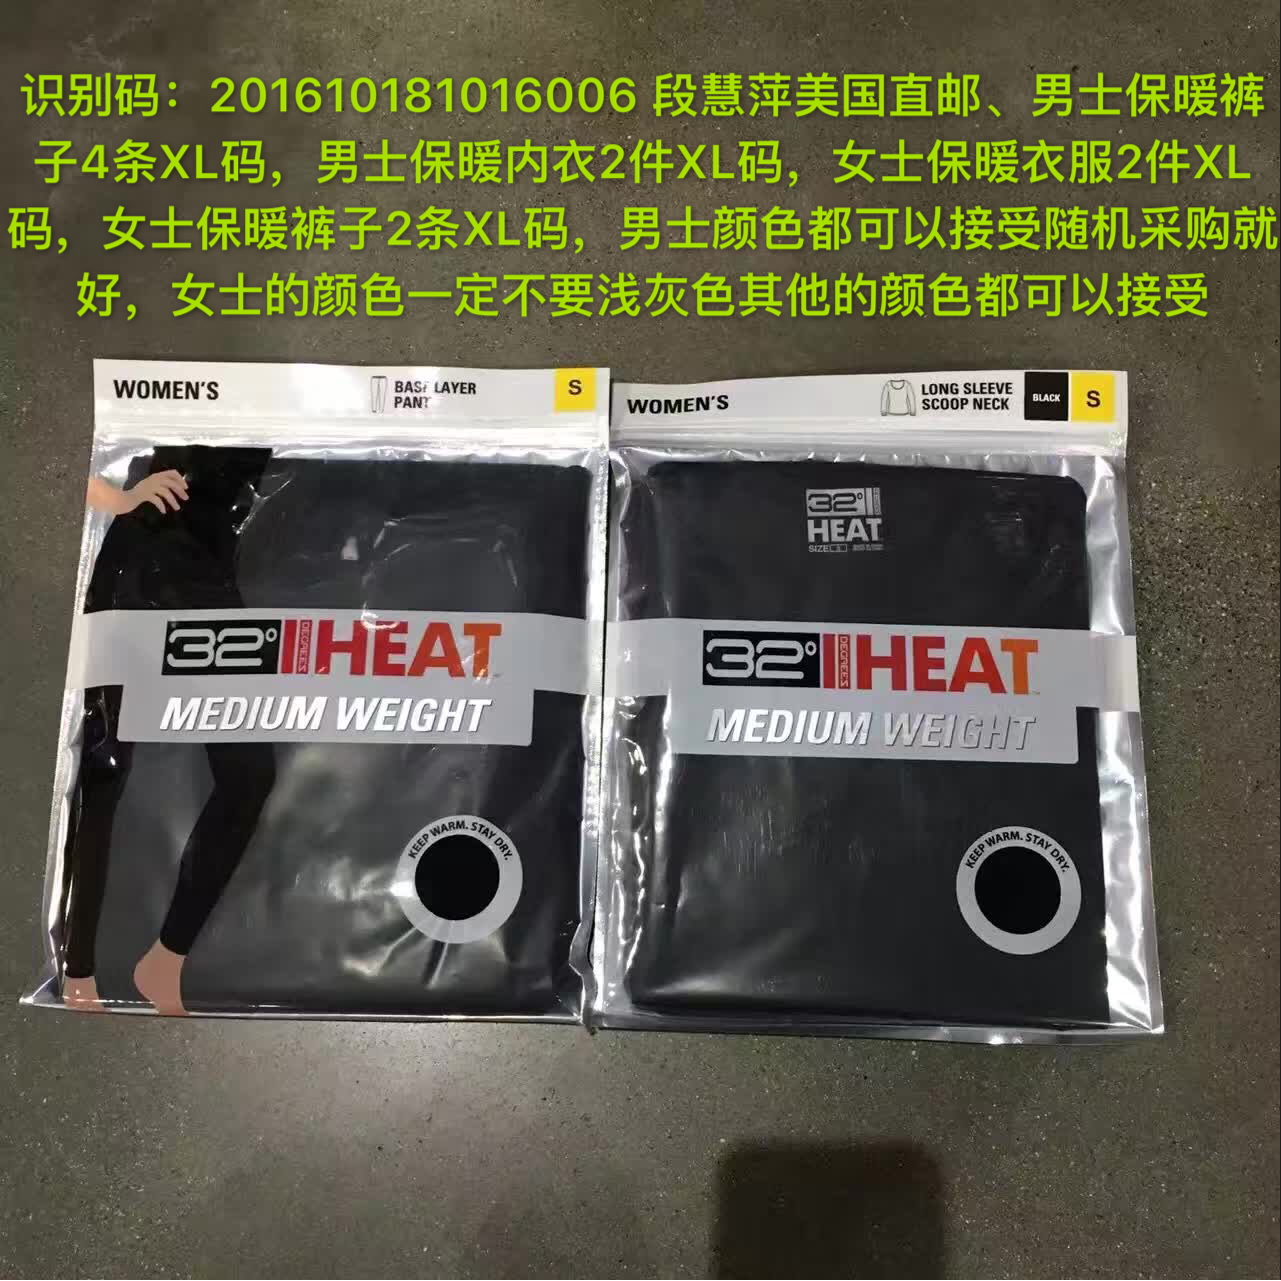 识别码：201610181016006 段慧萍美国直邮、男士保暖裤
子4条XL码，男士保暖内衣2件XL码，女士保暖衣服2件XL
码，女士保暖裤子2条XL码，男士颜色都可以接受随机采购就
好，女士的颜色一定不要浅灰色其他的颜色都可以接受
WOMEN'S
BASE LAYER
PANT
S
WOMEN'S
LONG SLEEVE
SCOOP NECK
BLACK
S
32°
HEAT
SIZE S
32° DEGREES HEAT
MEDIUM WEIGHT
KEEP WARM. STAY DRY.
32° DEGREES HEAT
MEDIUM WEIGHT
KEEP WARM. STAY DRY.